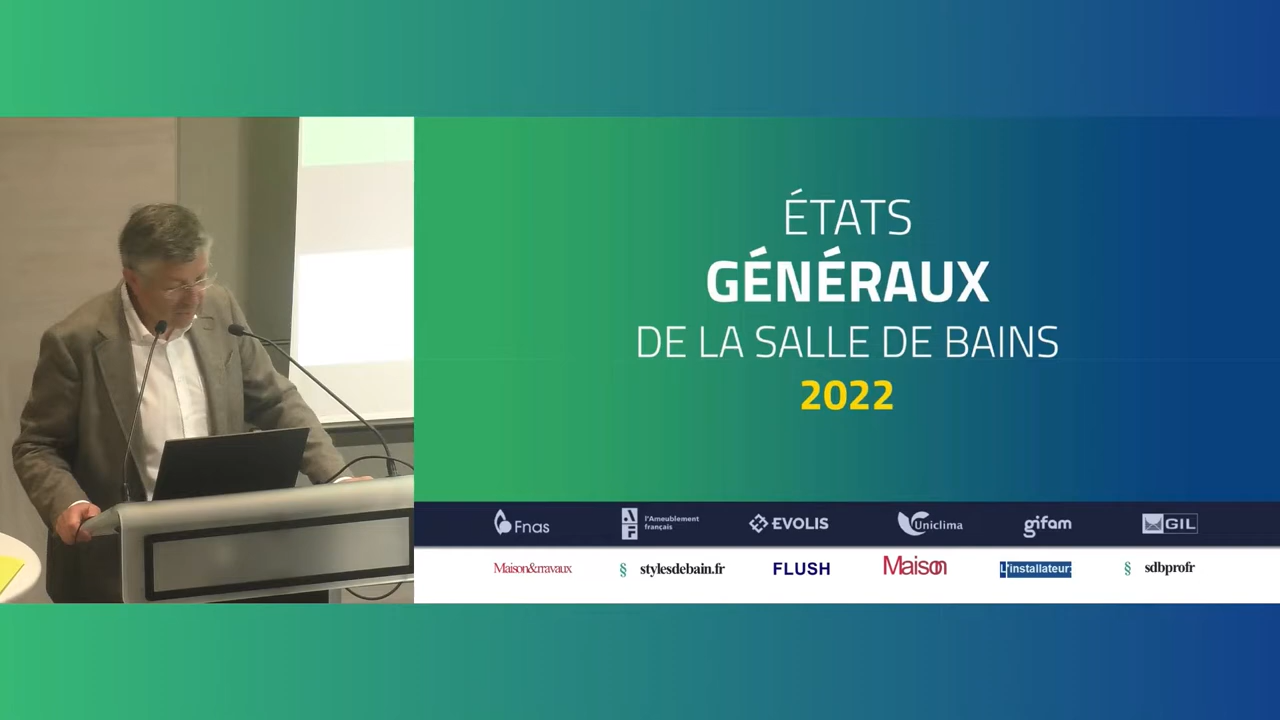 ÉTATS
GÉNÉRAUX
DE LA SALLE DE BAINS
2022
Fnas
AF l'Ameublement français
EVOLIS
Uniclima
gifam
GIL
Maison&travaux
stylesdebain.fr
FLUSH
Maison
L'installateur
sdbprofr